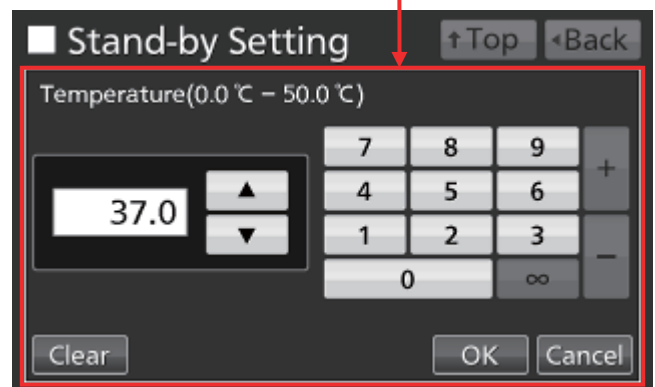 ■ Stand-by Setting ↑Top ◂Back
Temperature(0.0 ℃ – 50.0 ℃)
7 8 9 +
37.0 ▲ 4 5 6
▼ 1 2 3 −
0 ∞
Clear OK Cancel